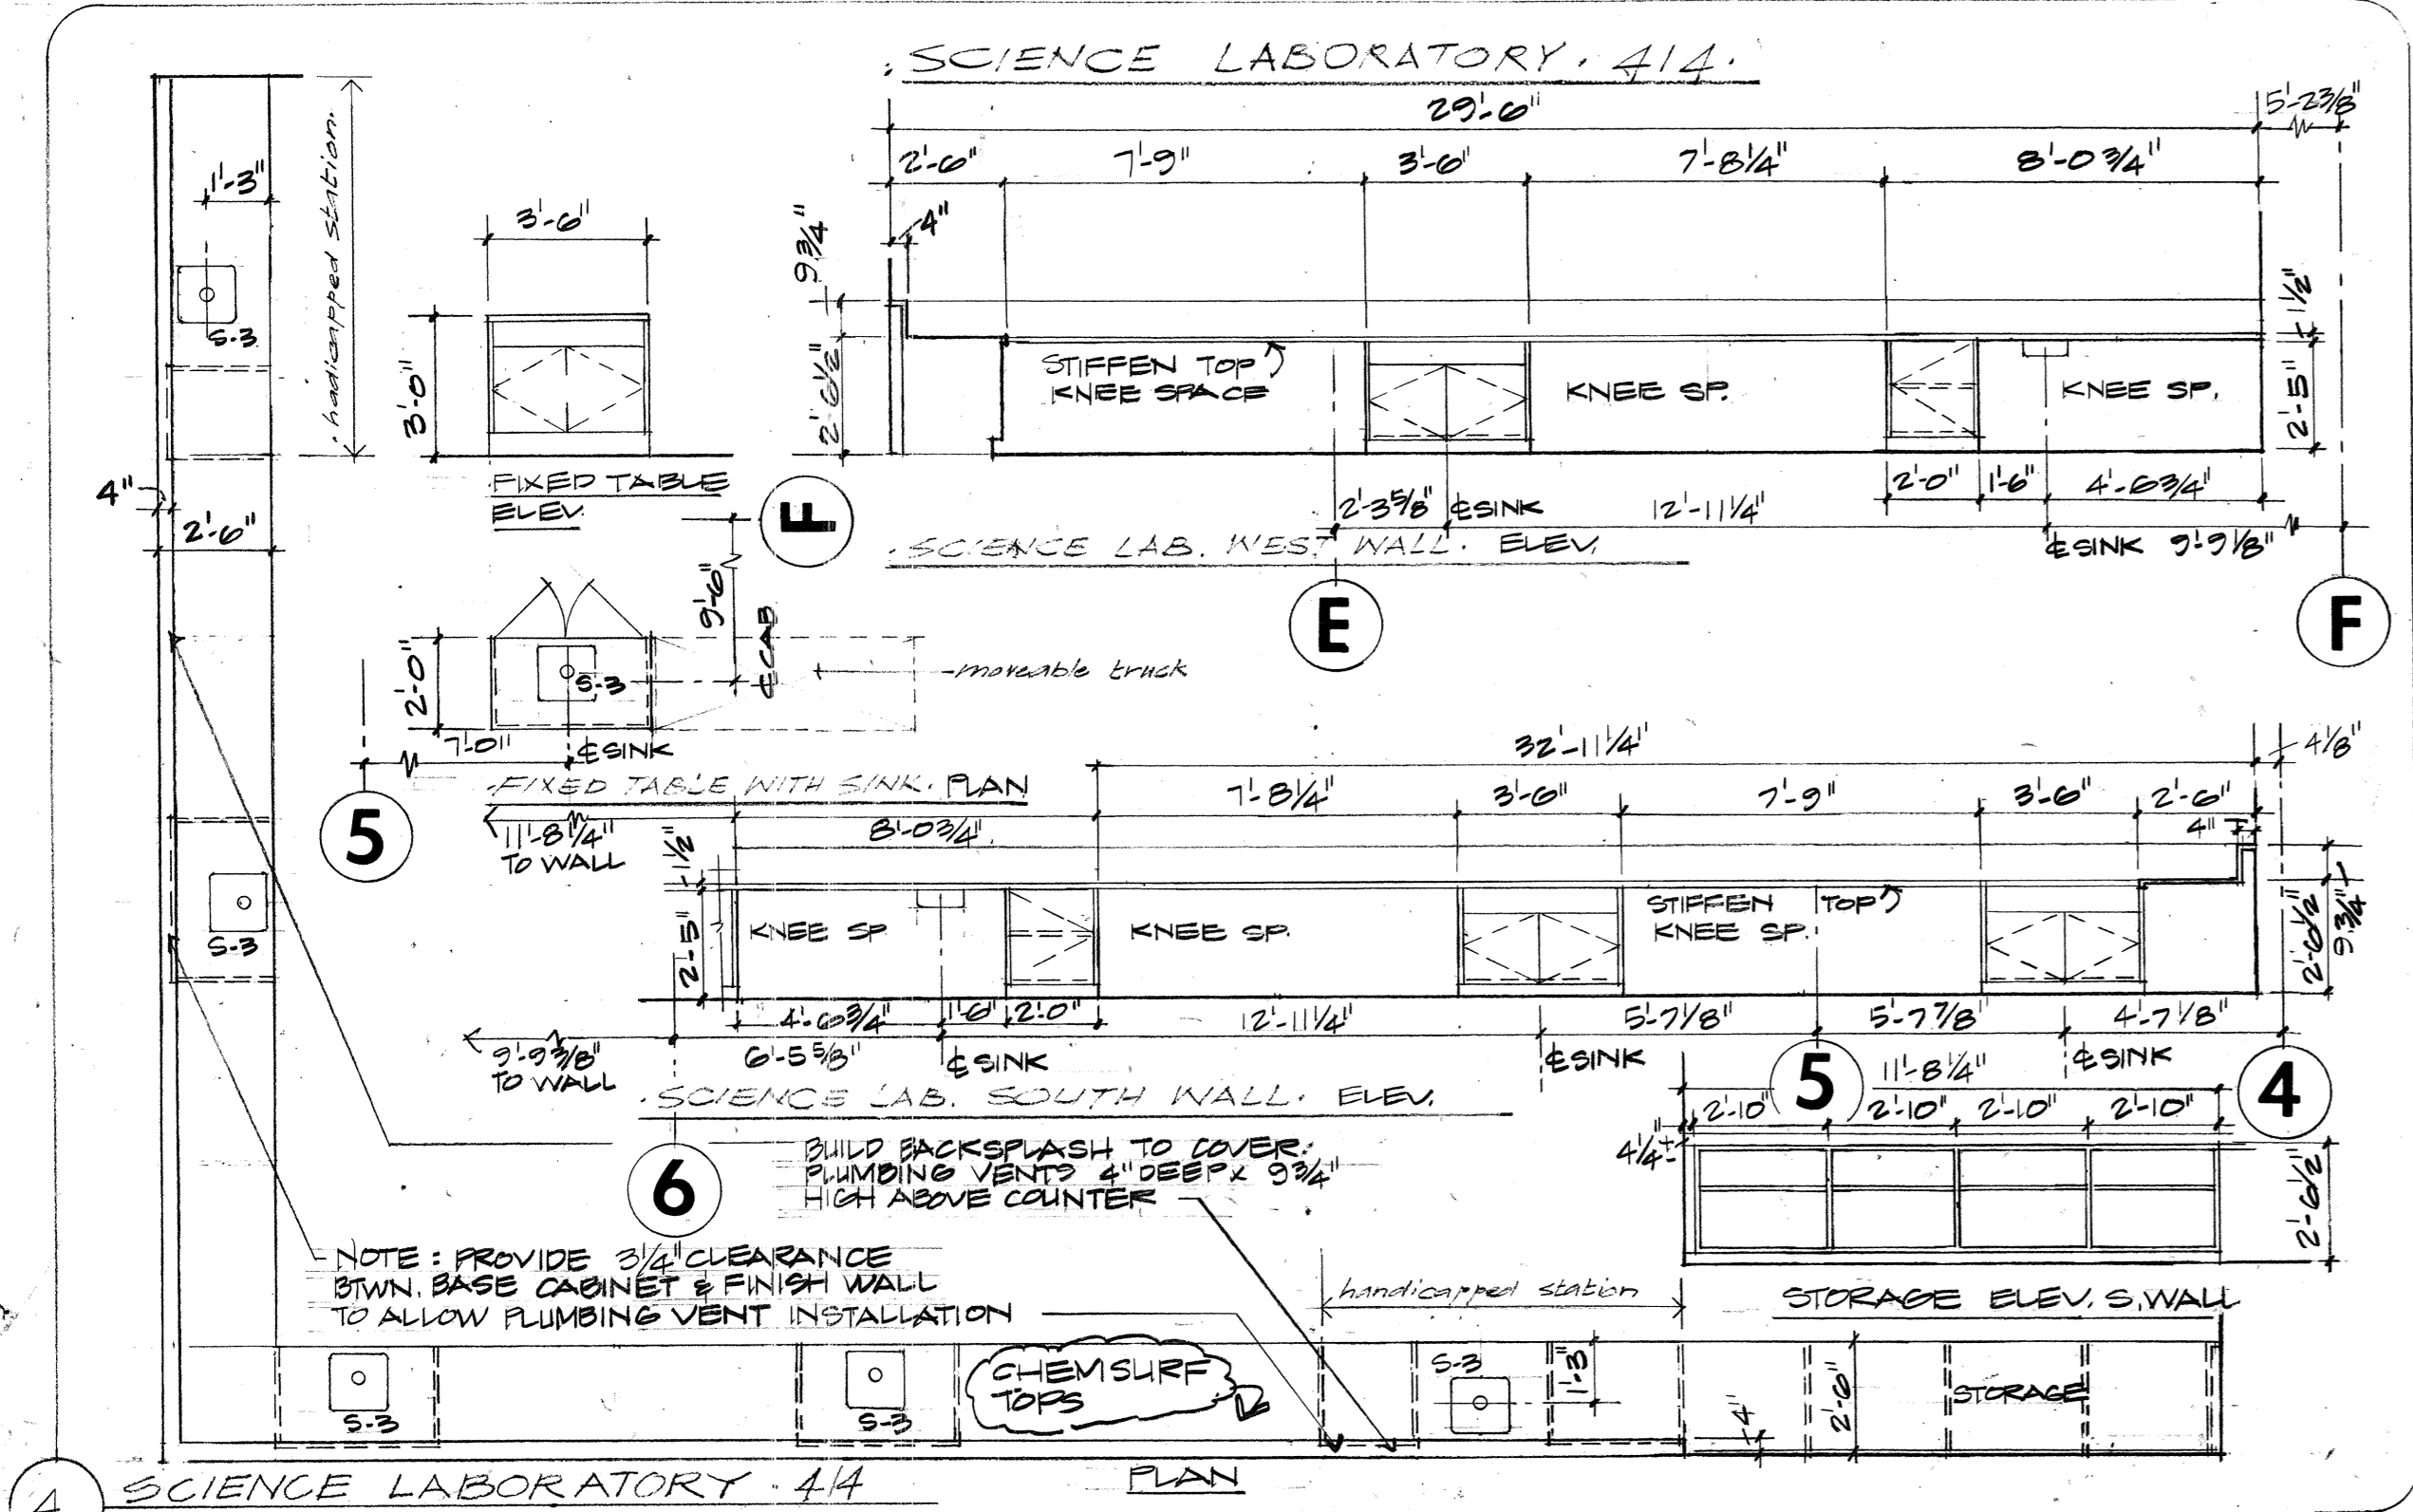 SCIENCE LABORATORY. 414.
29'-6"
5'-2 3/8"
2'-6"
7'-9"
3'-6"
7'-8 1/4"
8'-0 3/4"
4"
9 3/4"
2'-6 1/2"
1 1/2"
2'-5"
STIFFEN TOP
KNEE SPACE
KNEE SP.
KNEE SP.
2'-0"
1'-6"
4'-6 3/4"
2'-3 5/8"
℄ SINK
12'-11 1/4"
℄ SINK
9'-9 1/8"
SCIENCE LAB. WEST WALL. ELEV.
E
F
1'-3"
S-3
hadicapped station.
4"
2'-6"
S-3
3'-6"
3'-0"
FIXED TABLE
ELEV.
F
9'-6"
℄ CAB
2'-0"
S-3
moveable truck
7'-0"
℄ SINK
FIXED TABLE WITH SINK. PLAN
5
32'-11 1/4"
4 1/8"
11'-8 1/4"
TO WALL
8'-0 3/4"
7'-8 1/4"
3'-6"
7'-9"
3'-6"
2'-6"
4"
1 1/2"
2'-5"
KNEE SP
KNEE SP.
STIFFEN TOP
KNEE SP.
2'-6 1/2"
9 3/4"
4'-6 3/4"
1'-6"
2'-0"
12'-11 1/4"
5'-7 1/8"
5'-7 7/8"
4'-7 1/8"
9'-9 3/8"
TO WALL
6'-5 5/8"
℄ SINK
℄ SINK
℄ SINK
SCIENCE LAB. SOUTH WALL. ELEV.
6
5
4
11'-8 1/4"
2'-10"
2'-10"
2'-10"
2'-10"
4 1/4"±
2'-6 1/2"
STORAGE ELEV. S. WALL
BUILD BACKSPLASH TO COVER
PLUMBING VENTS 4" DEEP X 9 3/4"
HIGH ABOVE COUNTER
NOTE: PROVIDE 3 1/4" CLEARANCE
BTWN. BASE CABINET & FINISH WALL
TO ALLOW PLUMBING VENT INSTALLATION
handicapped station
S-3
S-3
CHEMSURF
TOPS
S-3
1'-3"
4"
2'-6"
STORAGE
4
SCIENCE LABORATORY. 414
PLAN